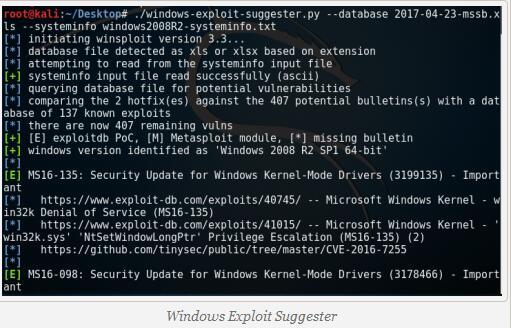 root@kali:~/Desktop# ./windows-exploit-suggester.py --database 2017-04-23-mssb.x
ls --systeminfo windows2008R2-systeminfo.txt
[*] initiating winsploit version 3.3...
[*] database file detected as xls or xlsx based on extension
[*] attempting to read from the systeminfo input file
[+] systeminfo input file read successfully (ascii)
[*] querying database file for potential vulnerabilities
[*] comparing the 2 hotfix(es) against the 407 potential bulletins(s) with a dat
abase of 137 known exploits
[*] there are now 407 remaining vulns
[+] [E] exploitdb PoC, [M] Metasploit module, [*] missing bulletin
[+] windows version identified as 'Windows 2008 R2 SP1 64-bit'
[*]
[E] MS16-135: Security Update for Windows Kernel-Mode Drivers (3199135) - Import
ant
[*]   https://www.exploit-db.com/exploits/40745/ -- Microsoft Windows Kernel - w
in32k Denial of Service (MS16-135)
[*]   https://www.exploit-db.com/exploits/41015/ -- Microsoft Windows Kernel - '
win32k.sys' 'NtSetWindowLongPtr' Privilege Escalation (MS16-135) (2)
[*]   https://github.com/tinysec/public/tree/master/CVE-2016-7255
[*]
[E] MS16-098: Security Update for Windows Kernel-Mode Drivers (3178466) - Import
ant
Windows Exploit Suggester